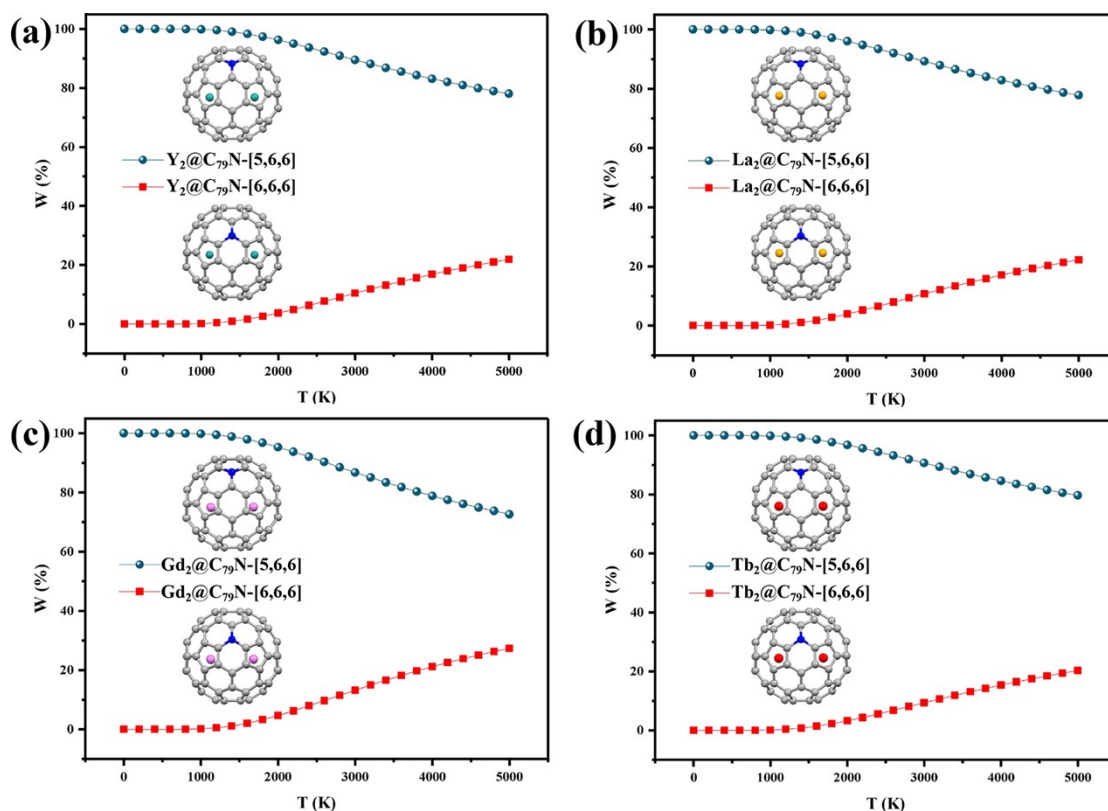 (a)
100
80
60
40
20
0
W (%)
Y₂@C₇₉N-[5,6,6]
Y₂@C₇₉N-[6,6,6]
0 1000 2000 3000 4000 5000
T (K)
(b)
100
80
60
40
20
0
W (%)
La₂@C₇₉N-[5,6,6]
La₂@C₇₉N-[6,6,6]
0 1000 2000 3000 4000 5000
T (K)
(c)
100
80
60
40
20
0
W (%)
Gd₂@C₇₉N-[5,6,6]
Gd₂@C₇₉N-[6,6,6]
0 1000 2000 3000 4000 5000
T (K)
(d)
100
80
60
40
20
0
W (%)
Tb₂@C₇₉N-[5,6,6]
Tb₂@C₇₉N-[6,6,6]
0 1000 2000 3000 4000 5000
T (K)